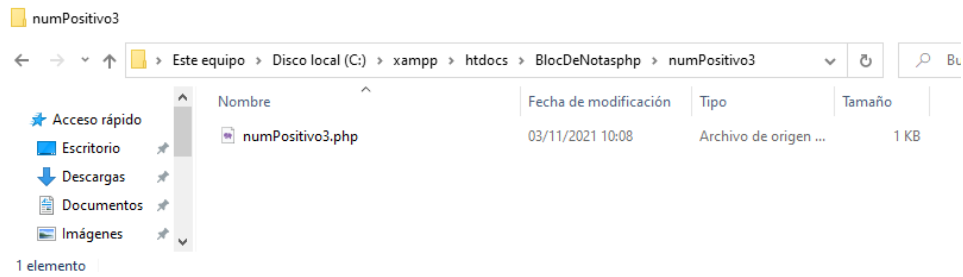 numPositivo3
Este equipo > Disco local (C:) > xampp > htdocs > BlocDeNotasphp > numPositivo3
Bu
Nombre Fecha de modificación Tipo Tamaño
Acceso rápido
numPositivo3.php 03/11/2021 10:08 Archivo de origen ... 1 KB
Escritorio
Descargas
Documentos
Imágenes
1 elemento